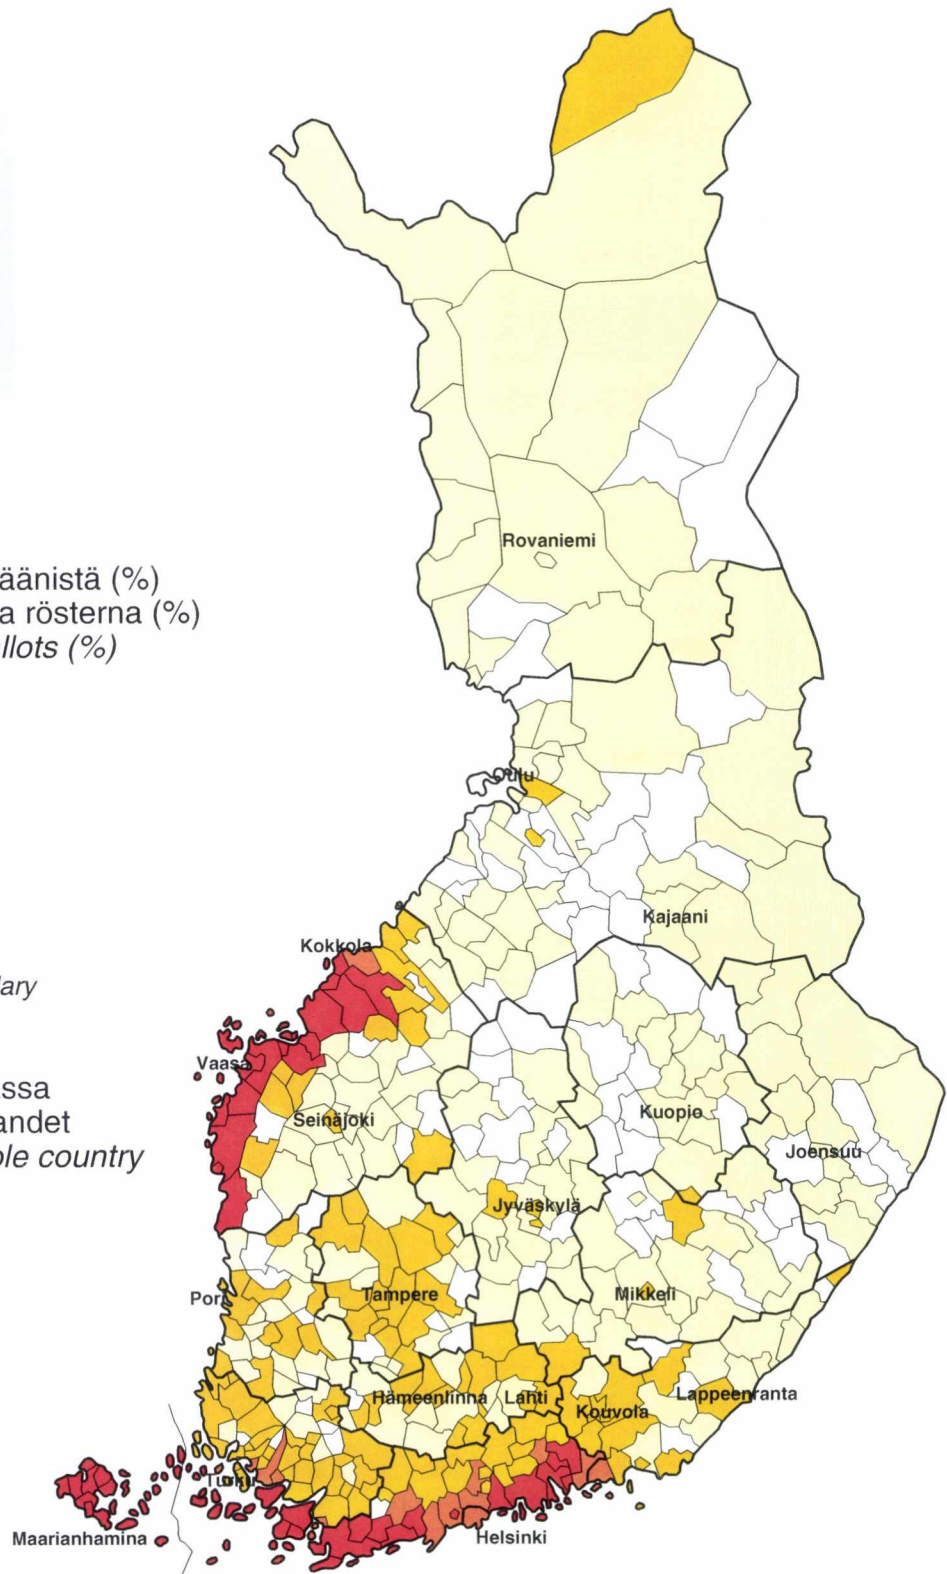 äänistä (%)
a rösterna (%)
llots (%)
Rovaniemi
Oulu
Kajaani
Kokkola
lary
Vaasa
ssa
andet
ole country
Seinäjoki
Kuopio
Joensuu
Jyväskylä
Pori
Tampere
Mikkeli
Hämeenlinna
Lahti
Kouvola
Lappeenranta
Turku
Maarianhamina
Helsinki